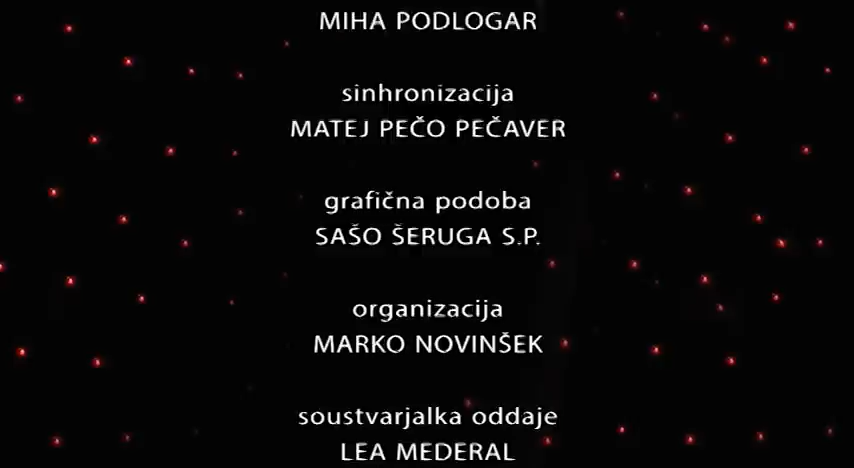 MIHA PODLOGAR
sinhronizacija
MATEJ PEČO PEČAVER
grafična podoba
SAŠO ŠERUGA S.P.
organizacija
MARKO NOVINŠEK
soustvarjalka oddaje
LEA MEDERAL